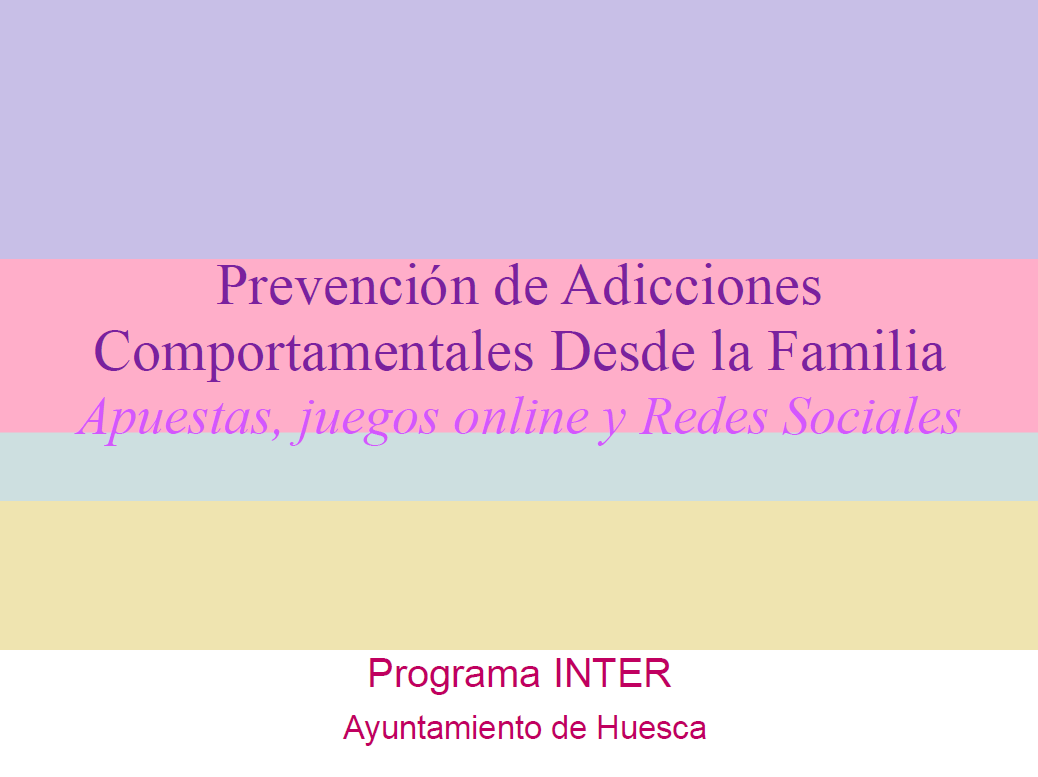 Prevención de Adicciones
Comportamentales Desde la Familia
Apuestas, juegos online y Redes Sociales
Programa INTER
Ayuntamiento de Huesca